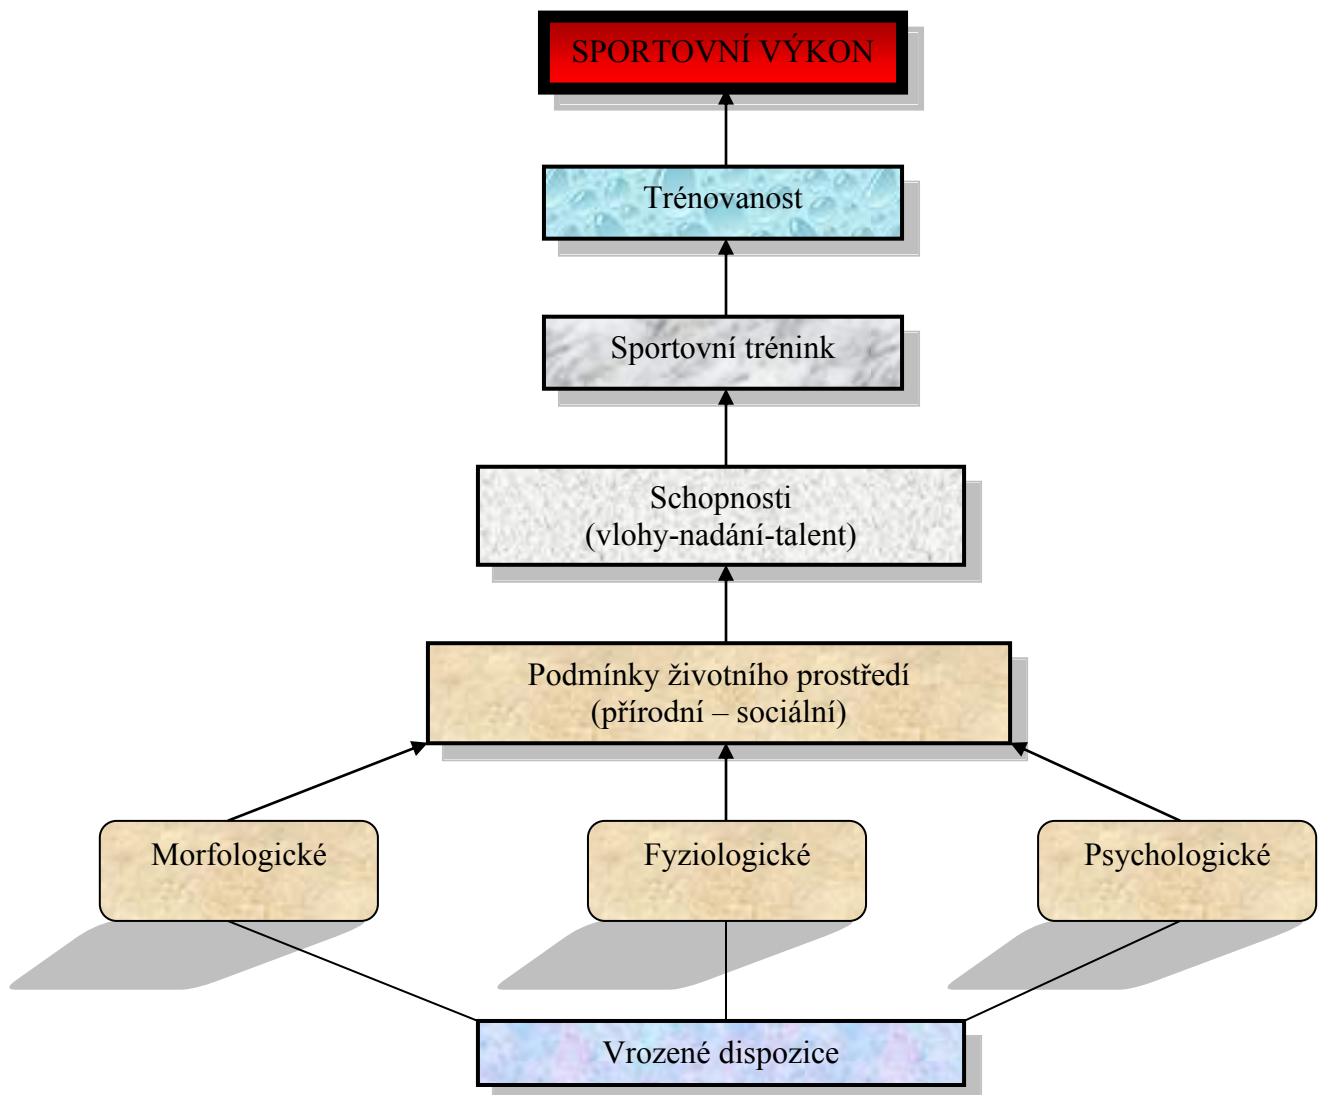 SPORTOVNÍ VÝKON
Trénovanost
Sportovní trénink
Schopnosti
(vlohy-nadání-talent)
Podmínky životního prostředí
(přírodní – sociální)
Morfologické
Fyziologické
Psychologické
Vrozené dispozice